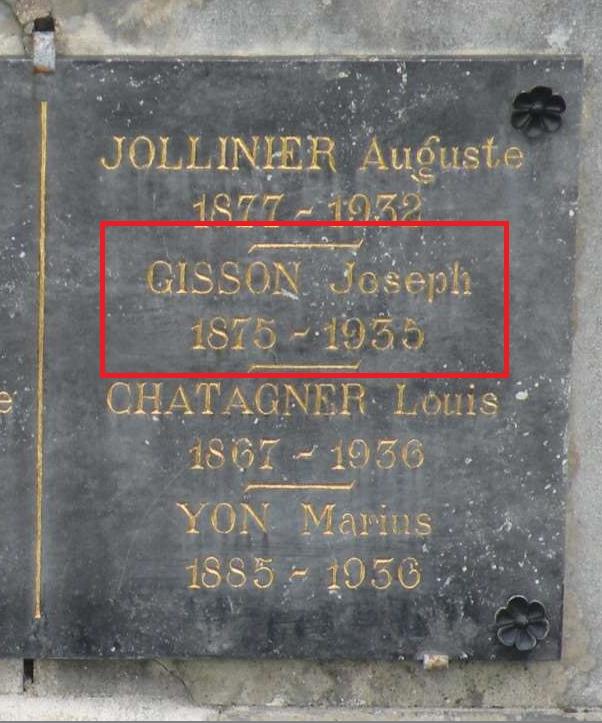 JOLLINIER Auguste
1877 - 1932
GISSON Joseph
1875 - 1935
CHATAGNER Louis
1867 - 1936
YON Marius
1885 - 1936